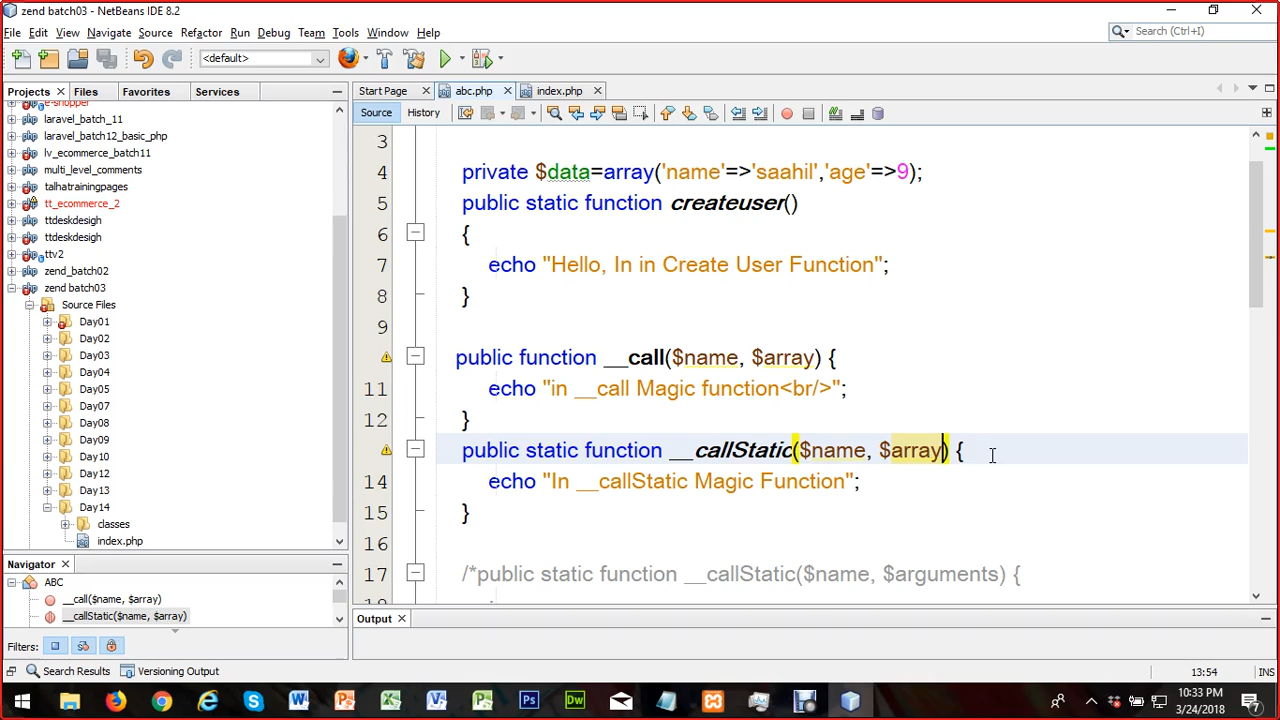 zend batch03 - NetBeans IDE 8.2
File Edit View Navigate Source Refactor Run Debug Team Tools Window Help
Search (Ctrl+I)
<default>
Projects Files Favorites Services
Start Page abc.php index.php
Source History
e-shopper
laravel_batch_11
laravel_batch12_basic_php
lv_ecommerce_batch11
multi_level_comments
talhatrainingpages
tt_ecommerce_2
ttdeskdesigh
ttdeskdesigh
ttv2
zend_batch02
zend batch03
Source Files
Day01
Day02
Day03
Day04
Day05
Day07
Day08
Day09
Day10
Day12
Day13
Day14
classes
index.php
3
4 private $data=array('name'=>'saahil','age'=>9);
5 public static function createuser()
6 {
7 echo "Hello, In in Create User Function";
8 }
9
public function __call($name, $array) {
11 echo "in __call Magic function<br/>";
12 }
public static function __callStatic($name, $array) {
14 echo "In __callStatic Magic Function";
15 }
16
17 /*public static function __callStatic($name, $arguments) {
Navigator
ABC
__call($name, $array)
__callStatic($name, $array)
Filters:
Output
Search Results Versioning Output
13:54 INS
10:33 PM
3/24/2018
7